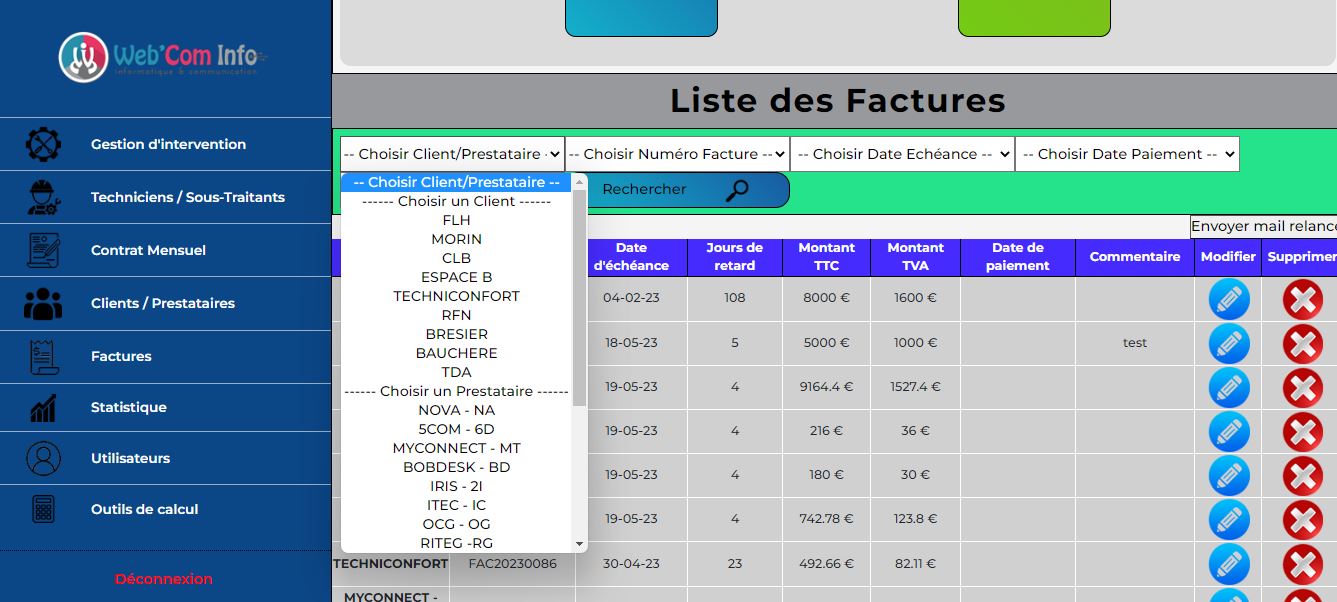 Web'Com Info
informatique & communication
Gestion d'intervention
Techniciens / Sous-Traitants
Contrat Mensuel
Clients / Prestataires
Factures
Statistique
Utilisateurs
Outils de calcul
Déconnexion
Liste des Factures
-- Choisir Client/Prestataire - -- Choisir Numéro Facture -- -- Choisir Date Echéance -- -- Choisir Date Paiement --
Rechercher
-- Choisir Client/Prestataire --
------ Choisir un Client ------
FLH
MORIN
CLB
ESPACE B
TECHNICONFORT
RFN
BRESIER
BAUCHERE
TDA
------ Choisir un Prestataire ------
NOVA - NA
5COM - 6D
MYCONNECT - MT
BOBDESK - BD
IRIS - 2I
ITEC - IC
OCG - OG
RITEG -RG
Envoyer mail relance
Date d'échéance Jours de retard Montant TTC Montant TVA Date de paiement Commentaire Modifier Supprimer
04-02-23 108 8000 € 1600 €
18-05-23 5 5000 € 1000 € test
19-05-23 4 9164.4 € 1527.4 €
19-05-23 4 216 € 36 €
19-05-23 4 180 € 30 €
19-05-23 4 742.78 € 123.8 €
TECHNICONFORT FAC20230086 30-04-23 23 492.66 € 82.11 €
MYCONNECT -